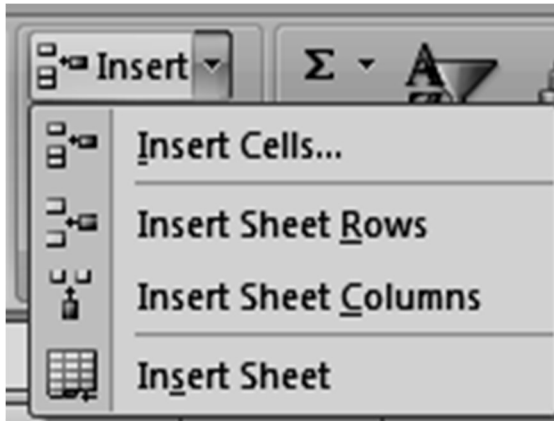 Insert
Σ
Insert Cells...
Insert Sheet Rows
Insert Sheet Columns
Insert Sheet